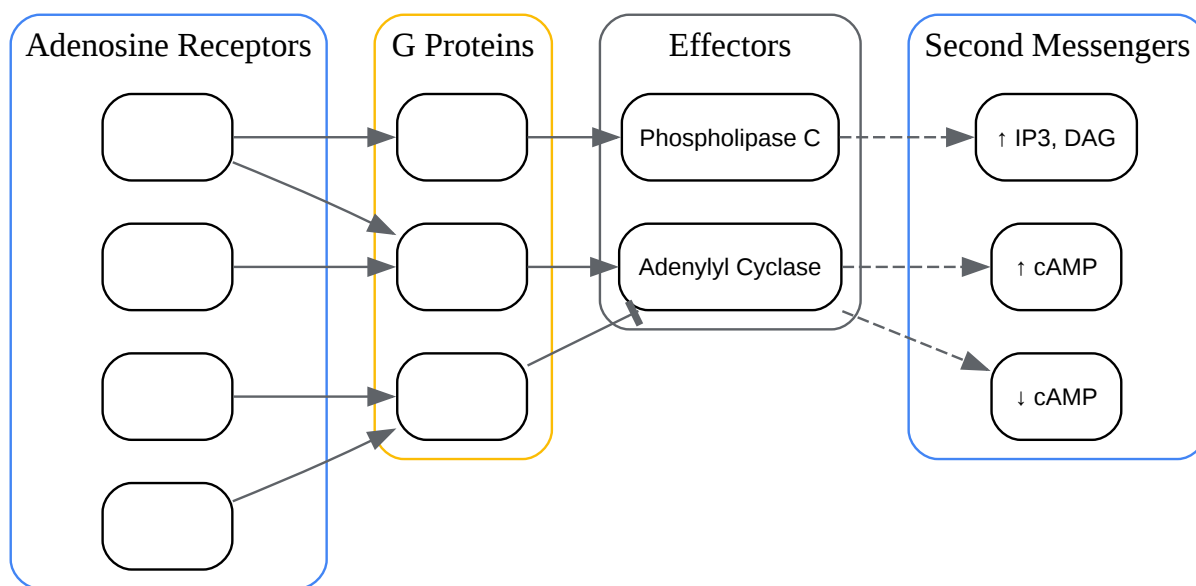 Adenosine Receptors
G Proteins
Effectors
Second Messengers
Phospholipase C
↑ IP3, DAG
Adenylyl Cyclase
↑ cAMP
↓ cAMP